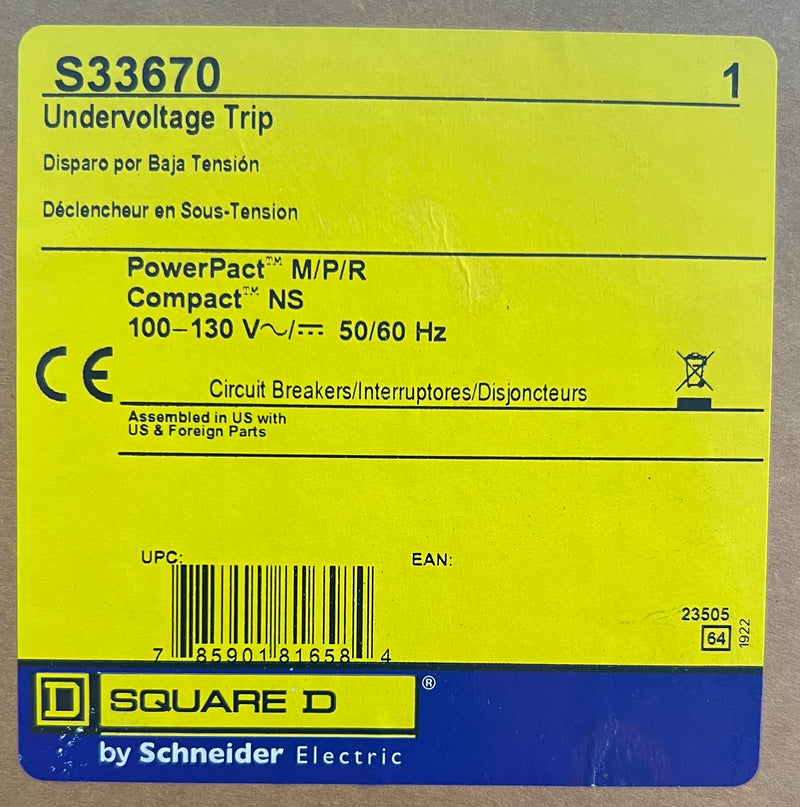 S33670 1
Undervoltage Trip
Disparo por Baja Tensión
Déclencheur en Sous-Tension
PowerPact™ M/P/R
Compact™ NS
100–130 V∼/⎓ 50/60 Hz
CE
Circuit Breakers/Interruptores/Disjoncteurs
Assembled in US with
US & Foreign Parts
UPC: EAN:
23505
64
1922
7 85901 81658 4
D SQUARE D ®
by Schneider Electric